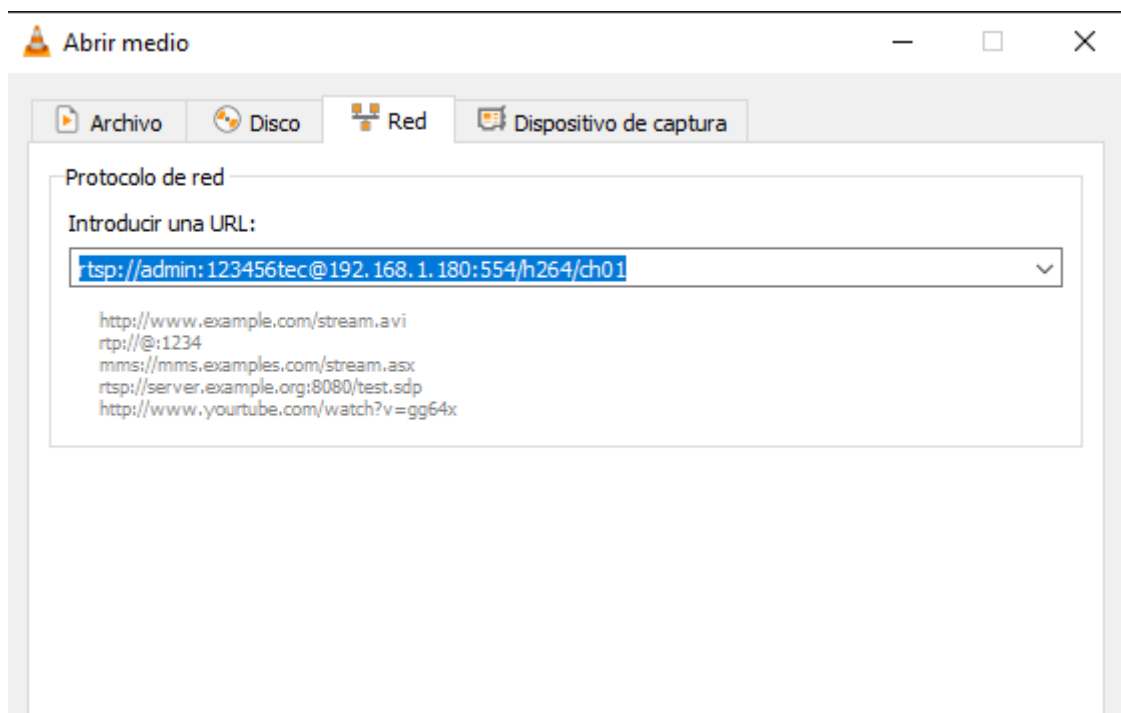 Abrir medio
Archivo Disco Red Dispositivo de captura
Protocolo de red
Introducir una URL:
rtsp://admin:123456tec@192.168.1.180:554/h264/ch01
http://www.example.com/stream.avi
rtp://@:1234
mms://mms.examples.com/stream.asx
rtsp://server.example.org:8080/test.sdp
http://www.yourtube.com/watch?v=gg64x